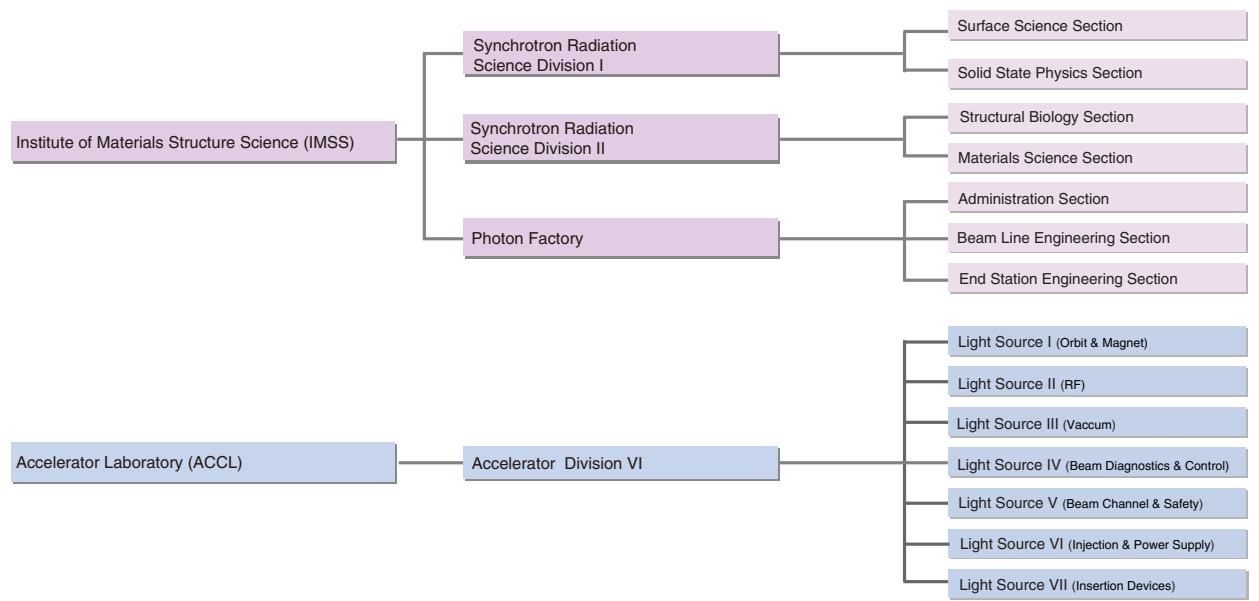 Institute of Materials Structure Science (IMSS)
Synchrotron Radiation
Science Division I
Surface Science Section
Solid State Physics Section
Synchrotron Radiation
Science Division II
Structural Biology Section
Materials Science Section
Photon Factory
Administration Section
Beam Line Engineering Section
End Station Engineering Section
Accelerator Laboratory (ACCL)
Accelerator Division VI
Light Source I (Orbit & Magnet)
Light Source II (RF)
Light Source III (Vaccum)
Light Source IV (Beam Diagnostics & Control)
Light Source V (Beam Channel & Safety)
Light Source VI (Injection & Power Supply)
Light Source VII (Insertion Devices)